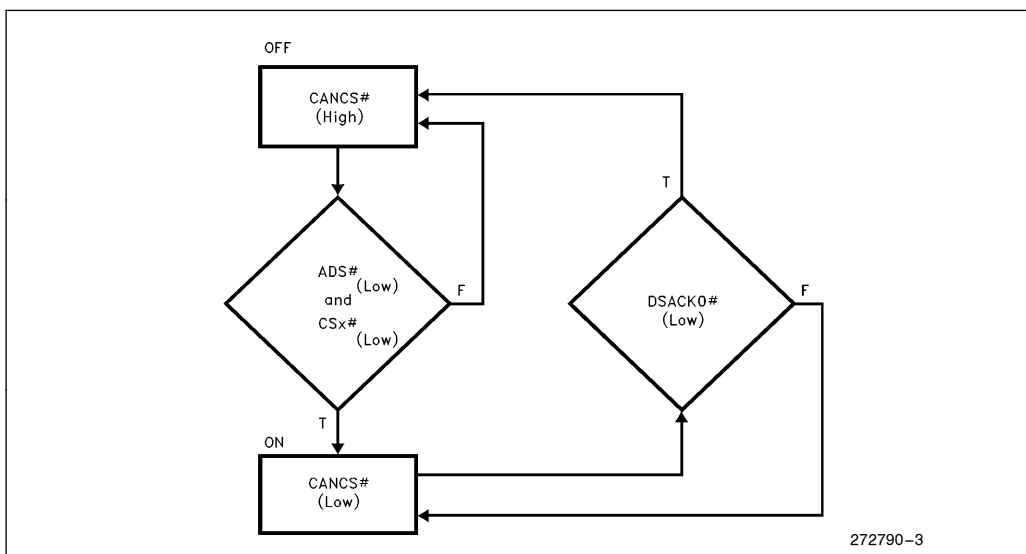 OFF
CANCS#
(High)
T
ADS#
(Low)
and
CSx#
(Low)
F
DSACK0#
(Low)
F
T
ON
CANCS#
(Low)
272790-3